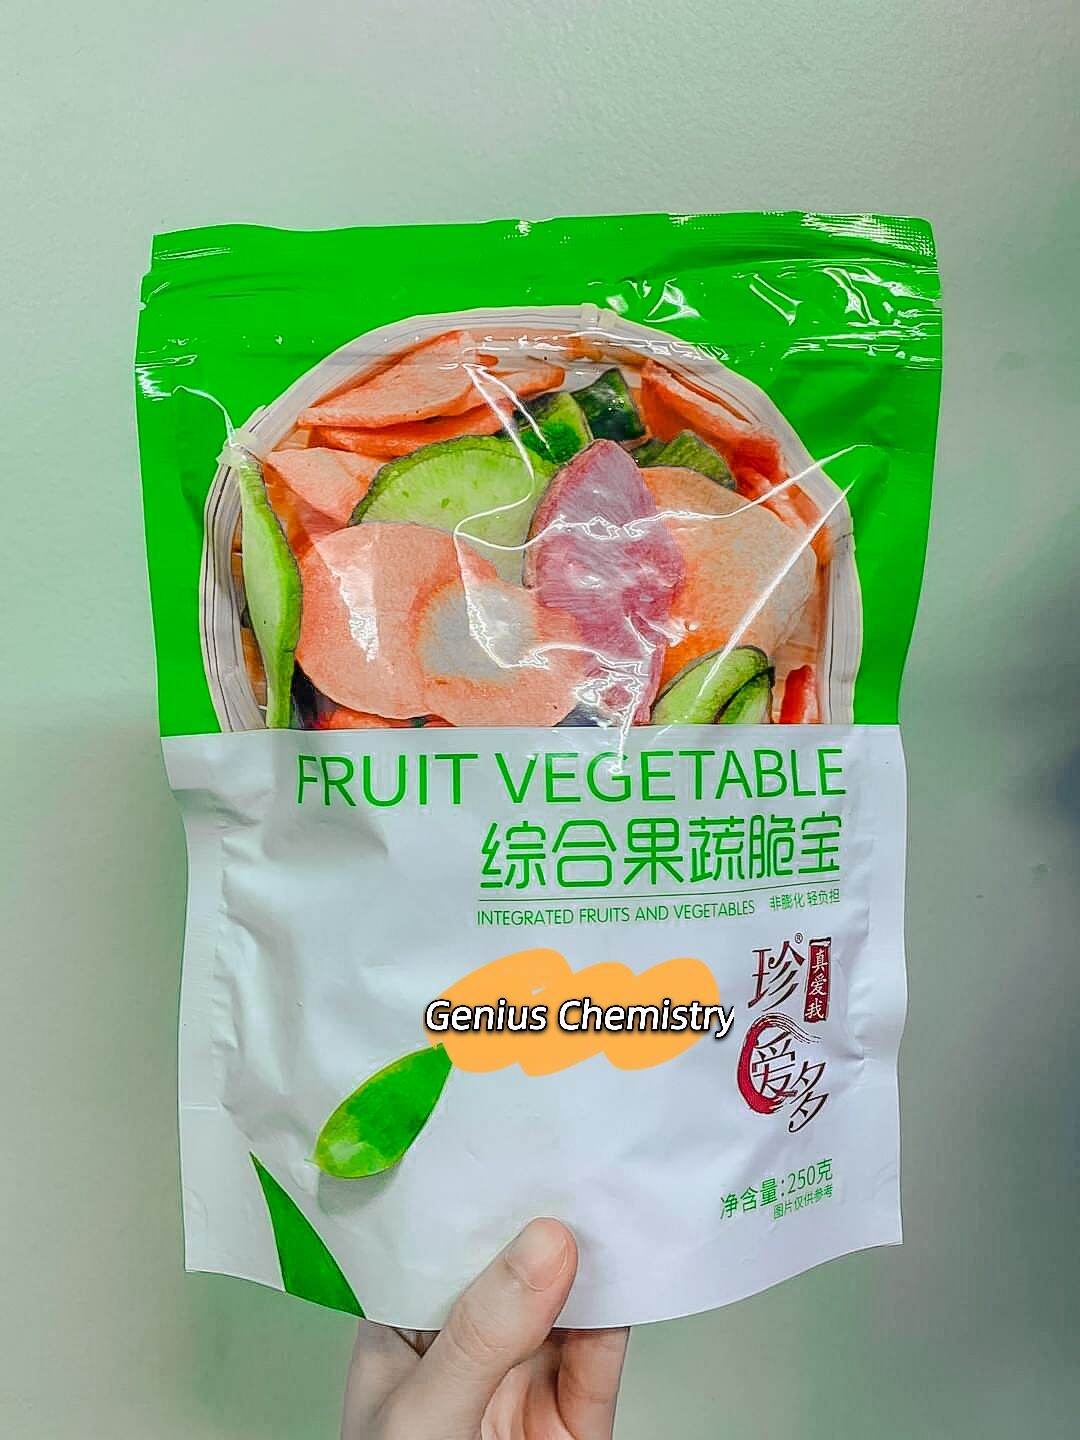 FRUIT VEGETABLE
综合果蔬脆宝
INTEGRATED FRUITS AND VEGETABLES 非膨化 轻负担
珍爱多®
真爱我
Genius Chemistry
净含量:250克
图片仅供参考